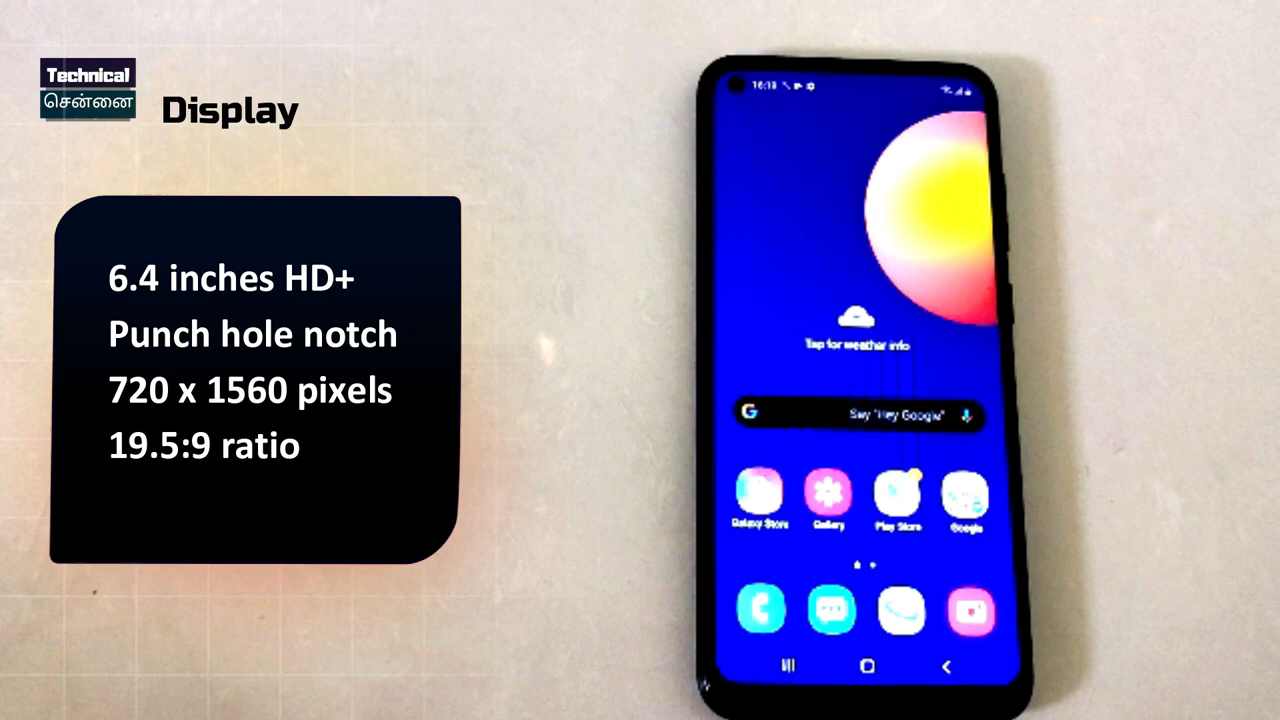 Technical
சென்னை
Display
6.4 inches HD+
Punch hole notch
720 x 1560 pixels
19.5:9 ratio
Tap for weather info
G
Say "Hey Google"
Galaxy Store
Gallery
Play Store
Google